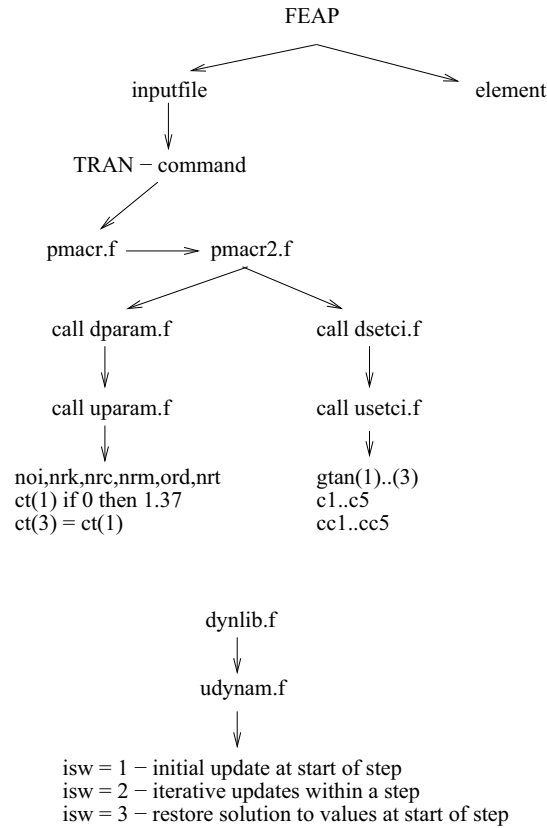 FEAP
inputfile element
TRAN − command
pmacr.f pmacr2.f
call dparam.f call dsetci.f
call uparam.f call usetci.f
noi,nrk,nrc,nrm,ord,nrt gtan(1)..(3)
ct(1) if 0 then 1.37 c1..c5
ct(3) = ct(1) cc1..cc5
dynlib.f
udynam.f
isw = 1 − initial update at start of step
isw = 2 − iterative updates within a step
isw = 3 − restore solution to values at start of step